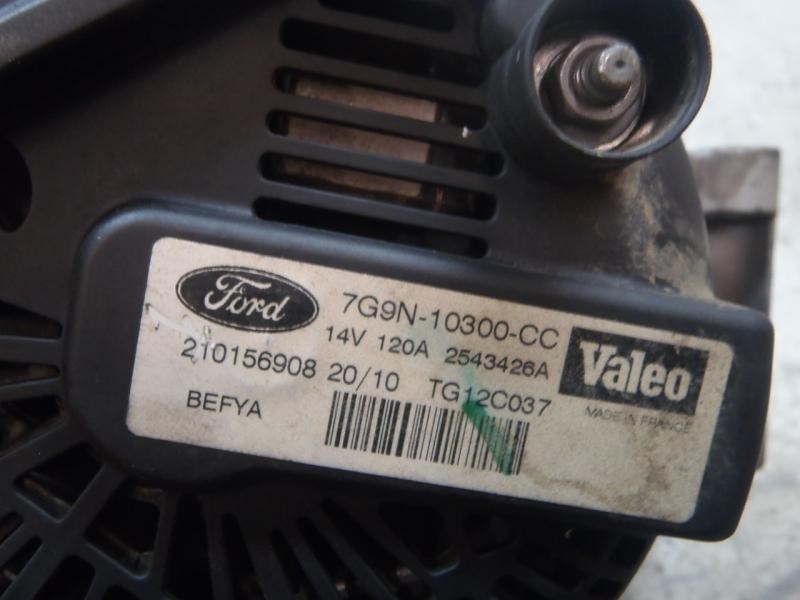 Ford
7G9N-10300-CC
14V 120A 2543426A
Valeo
MADE IN FRANCE
210156908 20/10 TG12C037
BEFYA